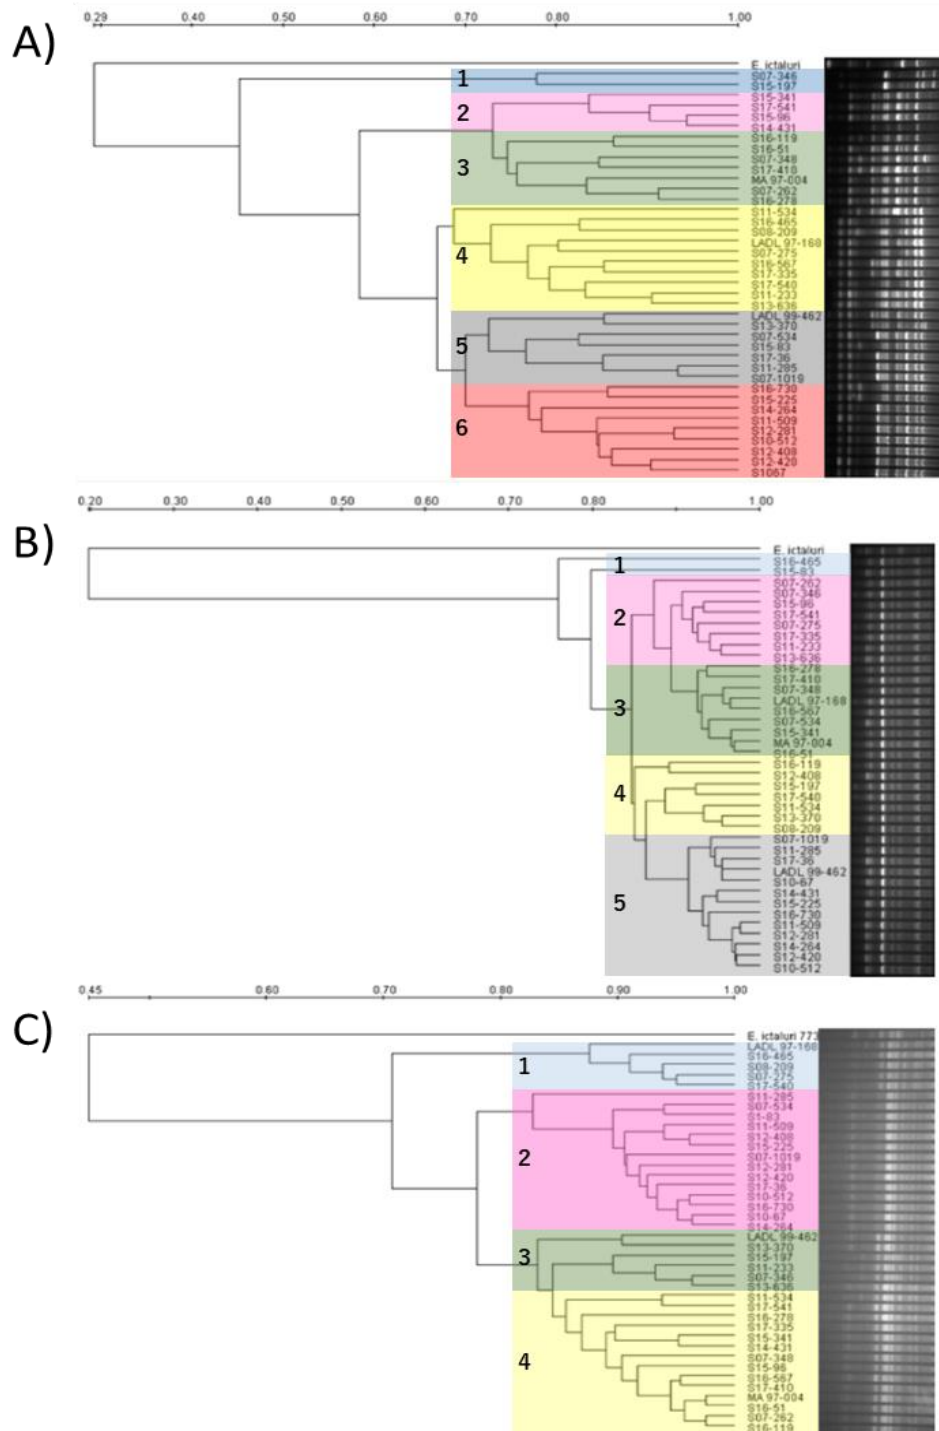 0.29 0.40 0.50 0.60 0.70 0.80 1.00
A)
E. ictaluri
1
S07-346
S15-197
2
S15-341
S17-541
S15-96
S14-431
3
S16-119
S16-51
S07-348
S17-410
MA 97-004
S07-262
S16-278
4
S11-534
S16-465
S08-209
LADL 97-168
S07-275
S16-567
S17-335
S17-540
S11-233
S13-636
5
LADL 99-462
S13-370
S07-534
S15-83
S17-36
S11-285
S07-1019
6
S16-730
S15-225
S14-264
S11-509
S12-281
S10-512
S12-408
S12-420
S1067
0.20 0.30 0.40 0.50 0.60 0.70 0.80 1.00
B)
E. ictaluri
1
S16-465
S15-83
2
S07-262
S07-346
S15-96
S17-541
S07-275
S17-335
S11-233
S13-636
3
S16-278
S17-410
S07-348
LADL 97-168
S16-567
S07-534
S15-341
MA 97-004
S16-51
4
S16-119
S12-408
S15-197
S17-540
S11-534
S13-370
S08-209
5
S07-1019
S11-285
S17-36
LADL 99-462
S10-67
S14-431
S15-225
S16-730
S11-509
S12-281
S14-264
S12-420
S10-512
0.45 0.60 0.70 0.80 0.90 1.00
C)
E. ictaluri 773
1
LADL 97-168
S16-465
S08-209
S07-275
S17-540
2
S11-285
S07-534
S1-83
S11-509
S12-408
S15-225
S07-1019
S12-281
S12-420
S17-36
S10-512
S16-730
S10-67
S14-264
3
LADL 99-462
S13-370
S15-197
S11-233
S07-346
S13-636
4
S11-534
S17-541
S16-278
S17-335
S15-341
S14-431
S07-348
S15-96
S16-567
S17-410
MA 97-004
S16-51
S07-262
S16-119